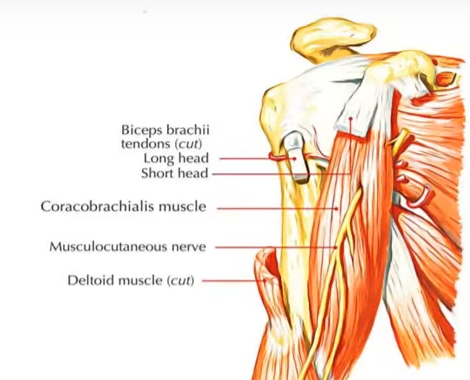 Biceps brachii
tendons (cut)
Long head
Short head
Coracobrachialis muscle
Musculocutaneous nerve
Deltoid muscle (cut)